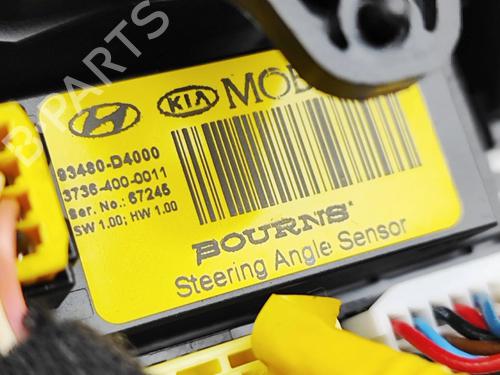 KIA MOB
93480-D4000
3736-400-0011
Ser. No.: 67245
SW 1.00; HW 1.00
BOURNS®
Steering Angle Sensor
B-PARTS